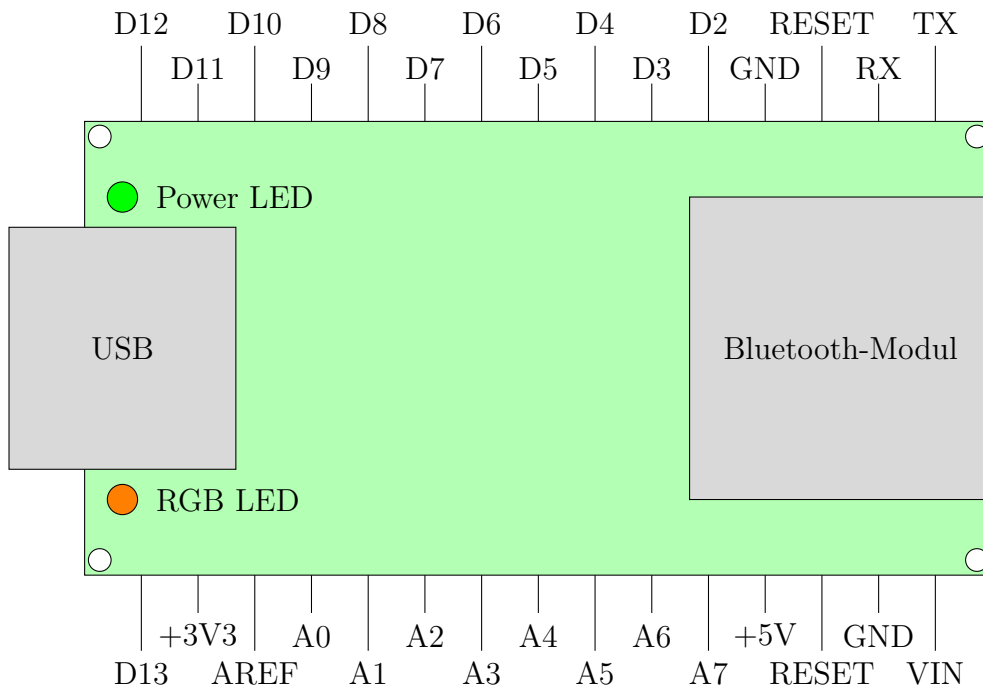 D12 D10 D8 D6 D4 D2 RESET TX
D11 D9 D7 D5 D3 GND RX
Power LED
USB
Bluetooth-Modul
RGB LED
+3V3 A0 A2 A4 A6 +5V GND
D13 AREF A1 A3 A5 A7 RESET VIN